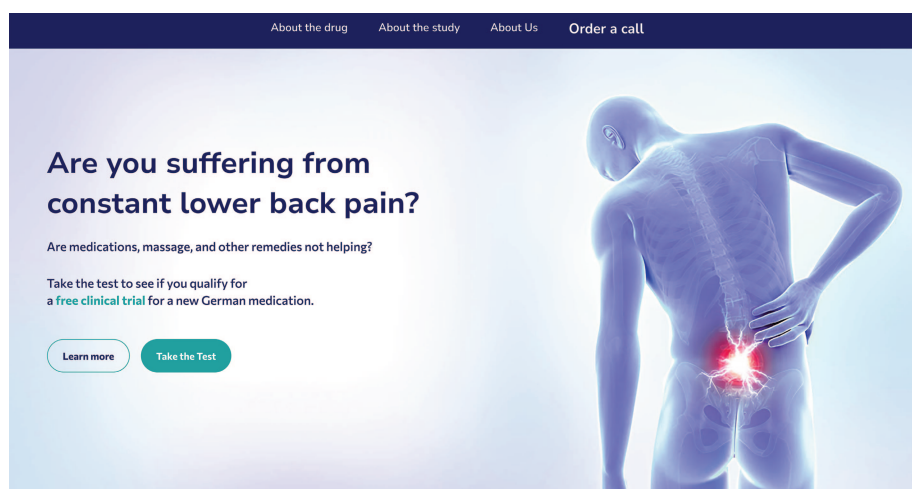 About the drug About the study About Us Order a call
Are you suffering from
constant lower back pain?
Are medications, massage, and other remedies not helping?
Take the test to see if you qualify for
a free clinical trial for a new German medication.
Learn more Take the Test